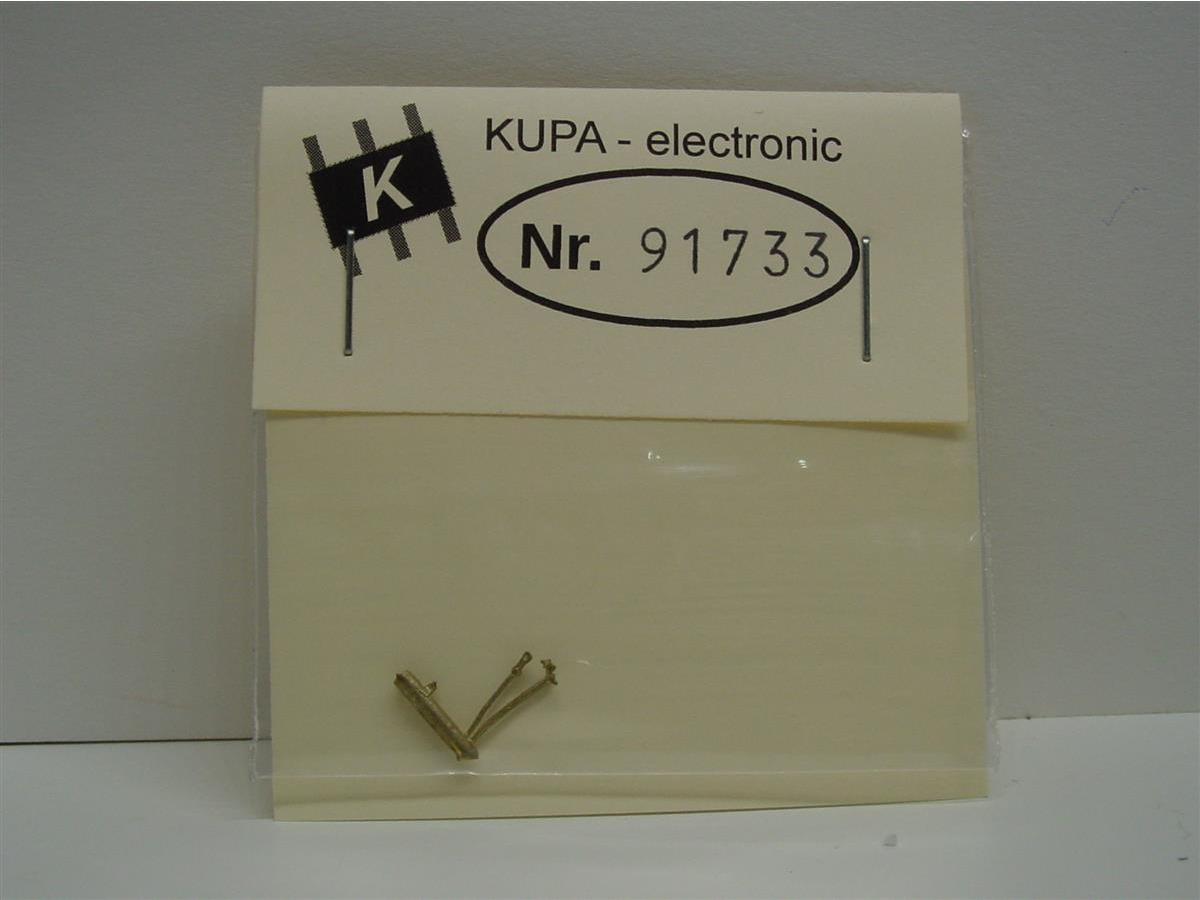 KUPA - electronic
K
Nr. 91733